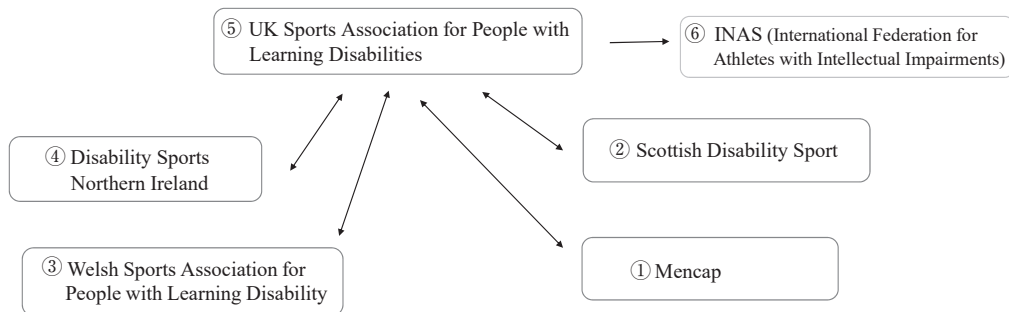 ⑤ UK Sports Association for People with
Learning Disabilities
⑥ INAS (International Federation for
Athletes with Intellectual Impairments)
④ Disability Sports
Northern Ireland
② Scottish Disability Sport
③ Welsh Sports Association for
People with Learning Disability
① Mencap